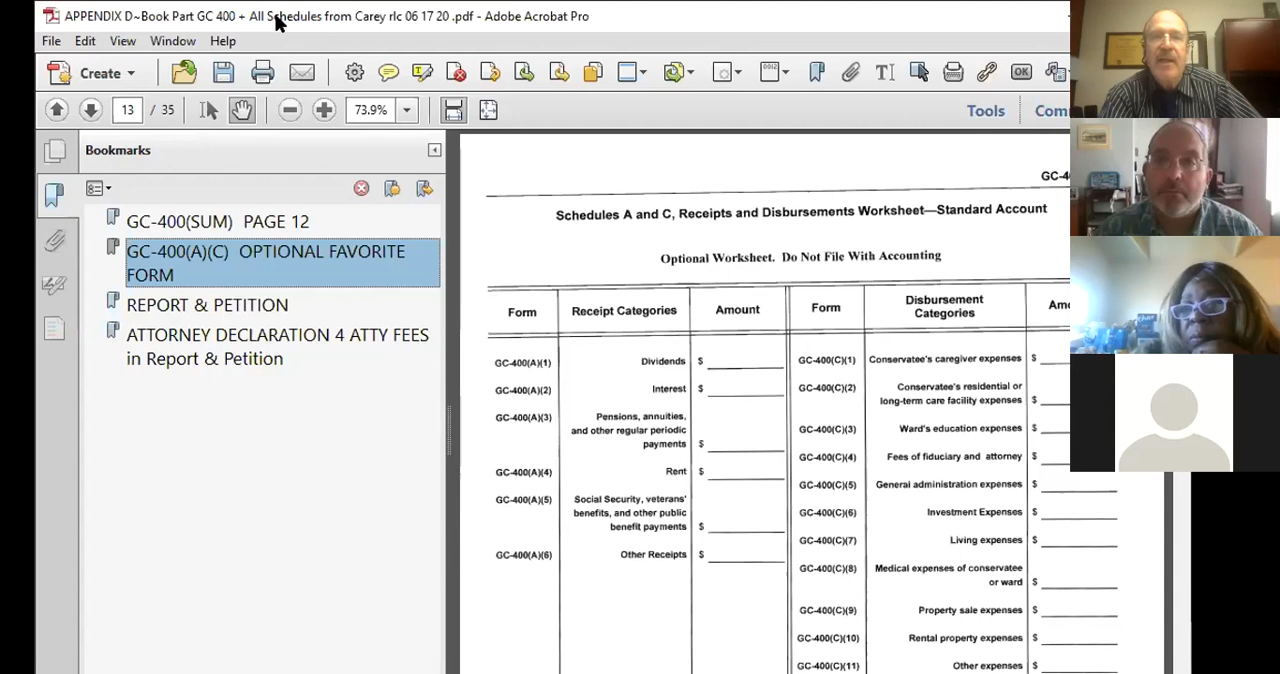 APPENDIX D~Book Part GC 400 + All Schedules from Carey rlc 06 17 20 .pdf - Adobe Acrobat Pro
File Edit View Window Help
Create
OK
13 / 35
73.9%
Tools
Com
Bookmarks
GC-400(SUM) PAGE 12
GC-400(A)(C) OPTIONAL FAVORITE
FORM
REPORT & PETITION
ATTORNEY DECLARATION 4 ATTY FEES
in Report & Petition
GC-4
Schedules A and C, Receipts and Disbursements Worksheet—Standard Account
Optional Worksheet. Do Not File With Accounting
Form Receipt Categories Amount Form Disbursement
Categories Amo
GC-400(A)(1) Dividends $
GC-400(A)(2) Interest $
GC-400(A)(3) Pensions, annuities,
and other regular periodic
payments $
GC-400(A)(4) Rent $
GC-400(A)(5) Social Security, veterans'
benefits, and other public
benefit payments $
GC-400(A)(6) Other Receipts $
GC-400(C)(1) Conservatee's caregiver expenses $
GC-400(C)(2) Conservatee's residential or
long-term care facility expenses $
GC-400(C)(3) Ward's education expenses $
GC-400(C)(4) Fees of fiduciary and attorney $
GC-400(C)(5) General administration expenses $
GC-400(C)(6) Investment Expenses $
GC-400(C)(7) Living expenses $
GC-400(C)(8) Medical expenses of conservatee
or ward $
GC-400(C)(9) Property sale expenses $
GC-400(C)(10) Rental property expenses $
GC-400(C)(11) Other expenses $